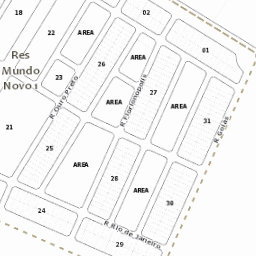 18
02
22
AREA
01
Res
Mundo
Novo I
AREA
26
23
R Ouro Preto
R Florianopolis
27
AREA
AREA
21
R Goias
31
25
AREA
28
AREA
30
24
R Rio de Janeiro
29